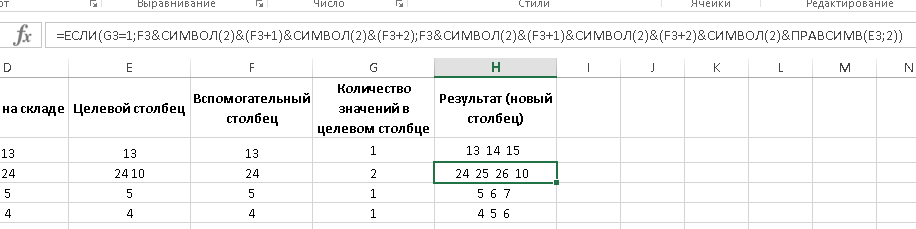 от Выравнивание Число Стили Ячейки Редактирование
fx =ЕСЛИ(G3=1;F3&СИМВОЛ(2)&(F3+1)&СИМВОЛ(2)&(F3+2);F3&СИМВОЛ(2)&(F3+1)&СИМВОЛ(2)&(F3+2)&СИМВОЛ(2)&ПРАВСИМВ(E3;2))
D E F G H I J K L M N
на складе Целевой столбец Вспомогательный столбец Количество значений в целевом столбце Результат (новый столбец)
13 13 13 1 13 14 15
24 24 10 24 2 24 25 26 10
5 5 5 1 5 6 7
4 4 4 1 4 5 6